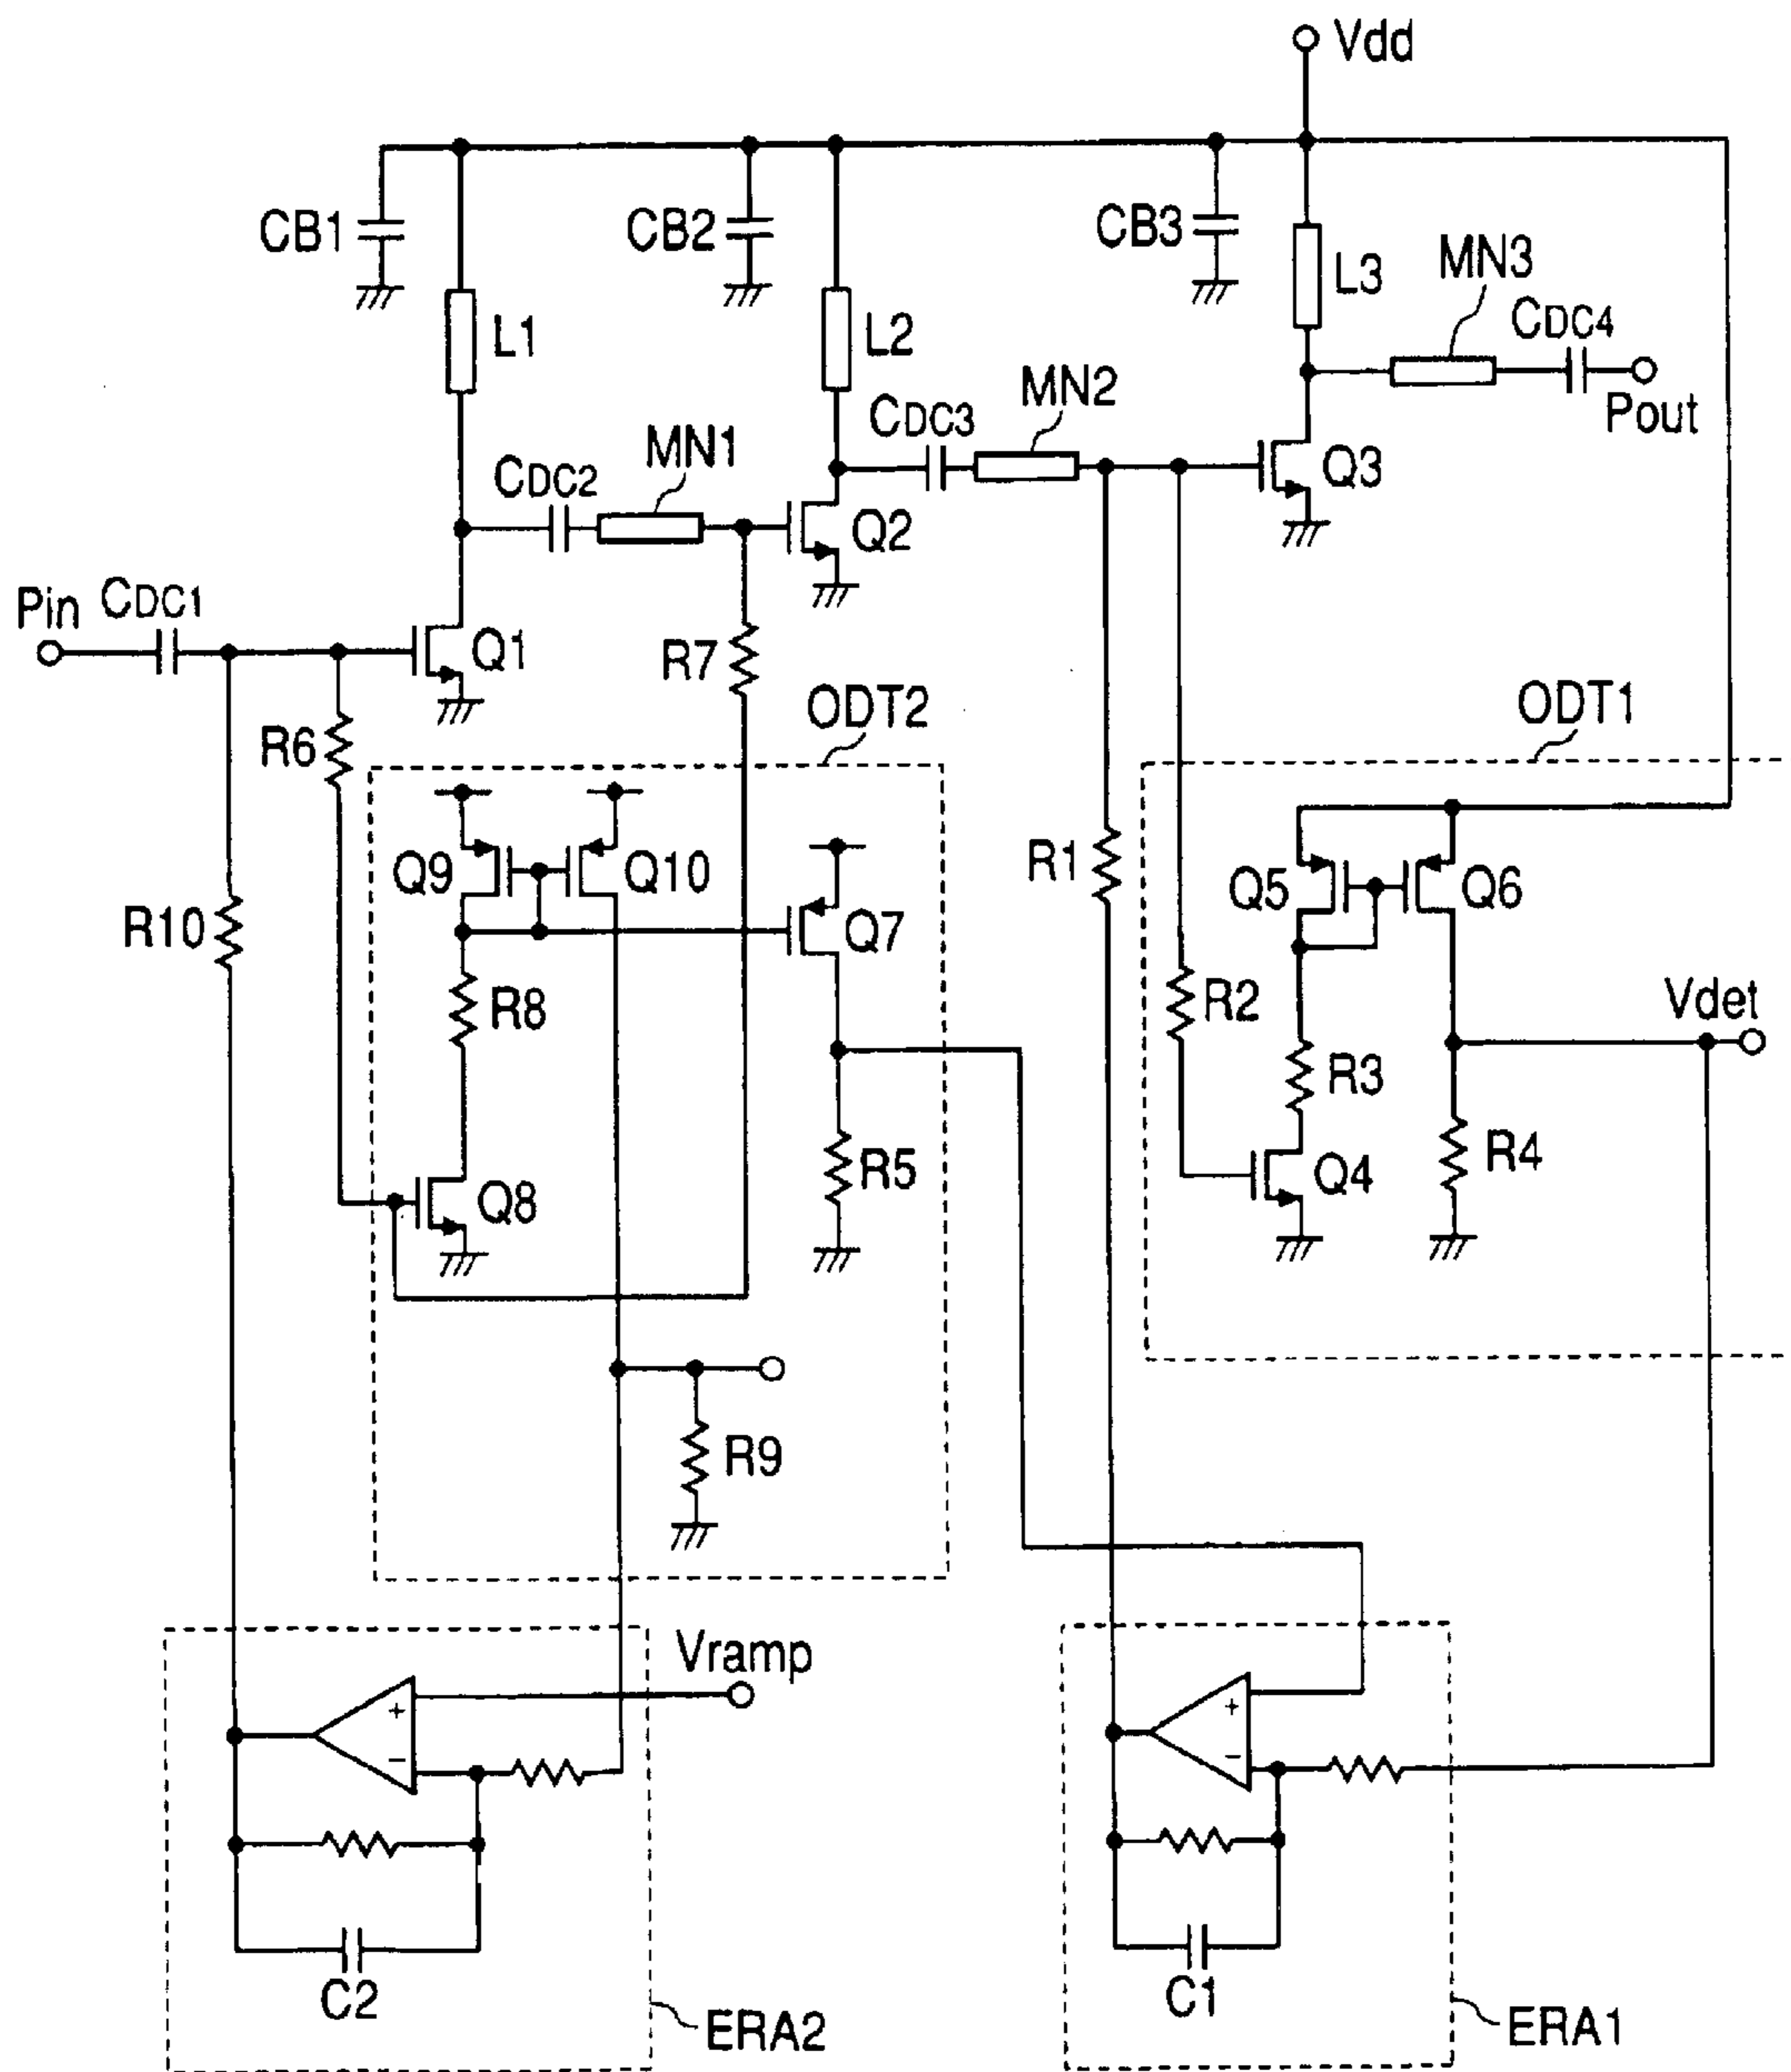 Vdd
CB1
CB2
CB3
L1
L2
L3
MN3
CDC4
Pout
MN2
CDC3
MN1
CDC2
Q3
Q2
Pin
CDC1
Q1
R7
R6
ODT2
ODT1
Q9
Q10
R1
Q5
Q6
R10
Q7
R8
R2
Vdet
R3
R5
R4
Q8
Q4
R9
Vramp
+
−
+
−
C2
C1
ERA2
ERA1